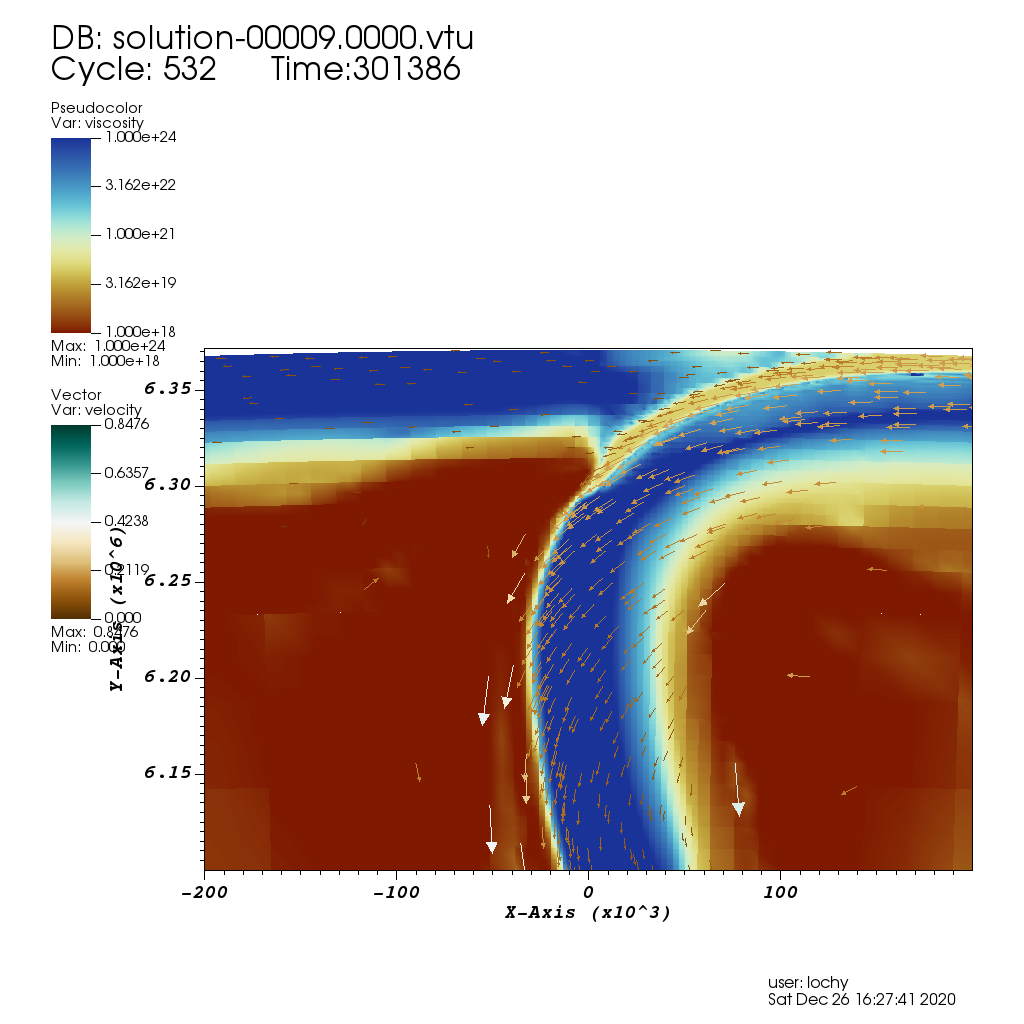 DB: solution-00009.0000.vtu
Cycle: 532 Time:301386
Pseudocolor
Var: viscosity
1.000e+24
3.162e+22
1.000e+21
3.162e+19
1.000e+18
Max: 1.000e+24
Min: 1.000e+18
Vector
Var: velocity
0.8476
0.6357
0.4238
0.2119
0.000
Max: 0.8476
Min: 0.000
Y-Axis (x10^6)
6.35
6.30
6.25
6.20
6.15
-200 -100 0 100
X-Axis (x10^3)
user: lochy
Sat Dec 26 16:27:41 2020